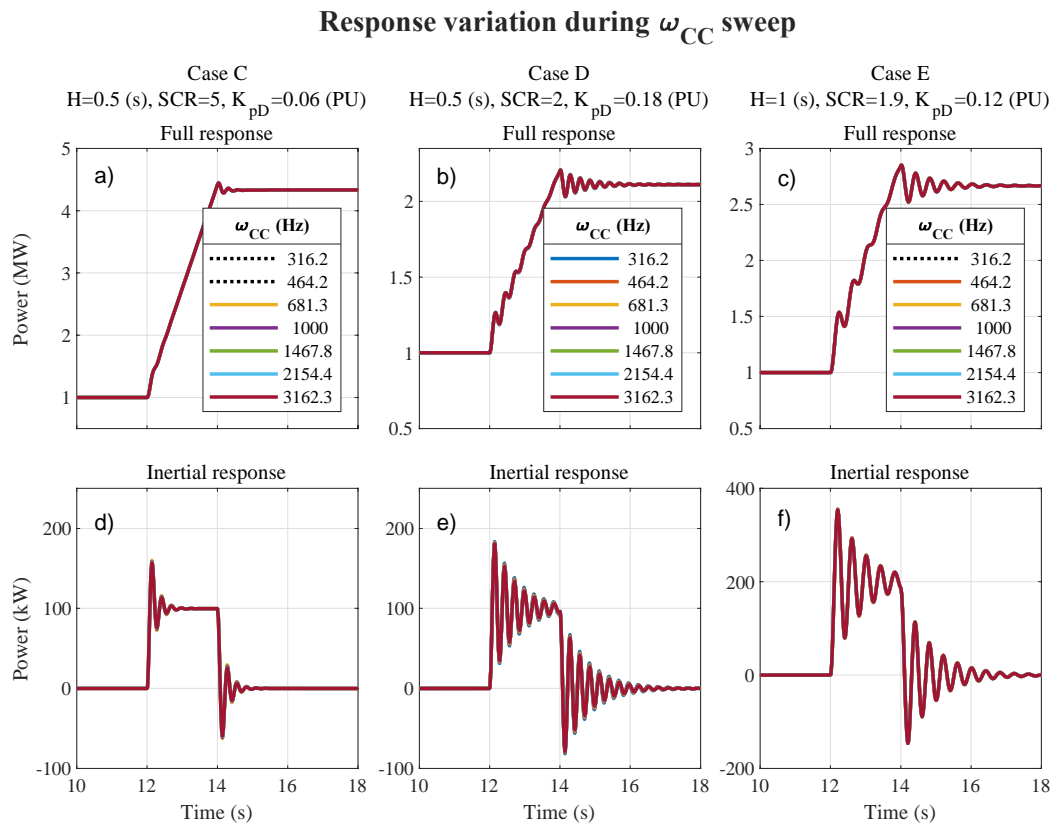 Response variation during ω_CC sweep
Case C
H=0.5 (s), SCR=5, K_pD=0.06 (PU)
Full response
Case D
H=0.5 (s), SCR=2, K_pD=0.18 (PU)
Full response
Case E
H=1 (s), SCR=1.9, K_pD=0.12 (PU)
Full response
Power (MW)
5
4
3
2
1
a)
ω_CC (Hz)
316.2
464.2
681.3
1000
1467.8
2154.4
3162.3
2
1.5
1
0.5
b)
ω_CC (Hz)
316.2
464.2
681.3
1000
1467.8
2154.4
3162.3
3
2.5
2
1.5
1
0.5
c)
ω_CC (Hz)
316.2
464.2
681.3
1000
1467.8
2154.4
3162.3
Inertial response
Power (kW)
200
100
0
-100
d)
10 12 14 16 18
Time (s)
Inertial response
200
100
0
-100
e)
10 12 14 16 18
Time (s)
Inertial response
400
200
0
-200
f)
10 12 14 16 18
Time (s)